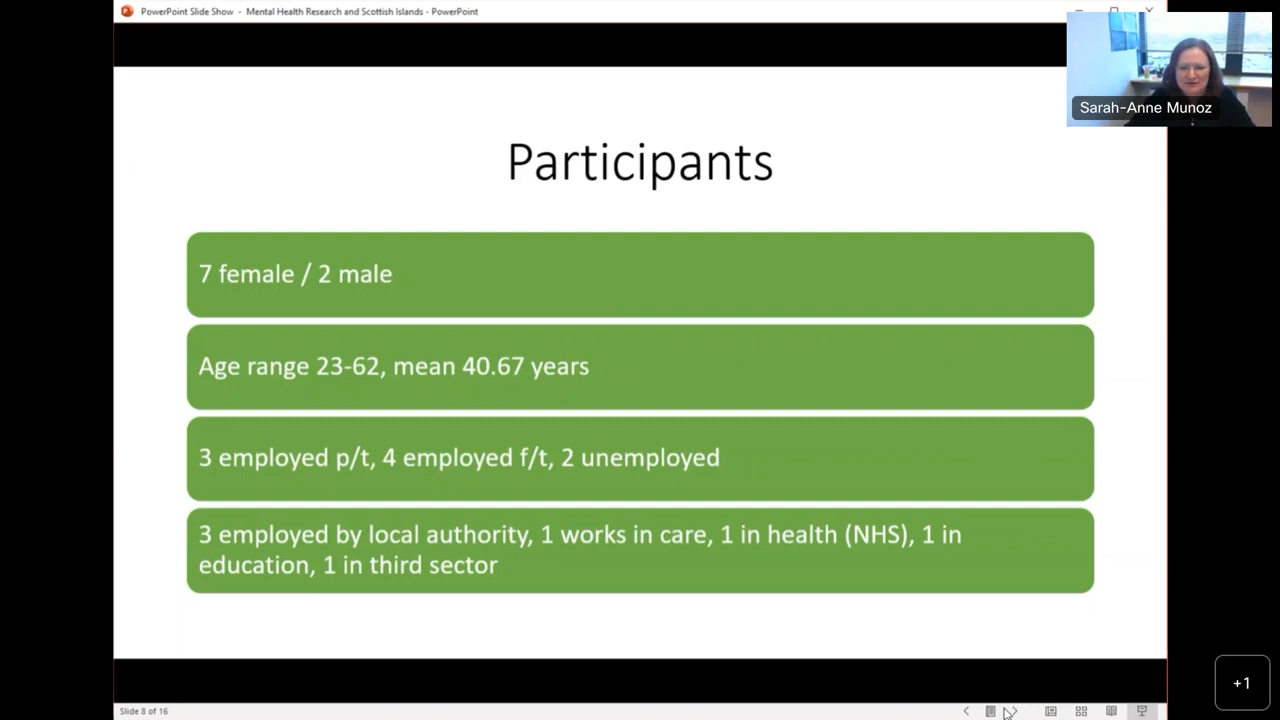 PowerPoint Slide Show - Mental Health Research and Scottish Islands - PowerPoint
Sarah-Anne Munoz
Participants
7 female / 2 male
Age range 23-62, mean 40.67 years
3 employed p/t, 4 employed f/t, 2 unemployed
3 employed by local authority, 1 works in care, 1 in health (NHS), 1 in
education, 1 in third sector
+1
Slide 8 of 16